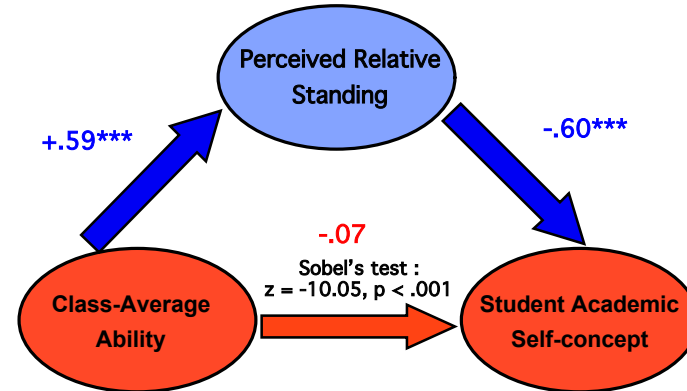 Perceived Relative
Standing
+.59***
-.60***
-.07
Sobel's test :
z = -10.05, p < .001
Class-Average
Ability
Student Academic
Self-concept